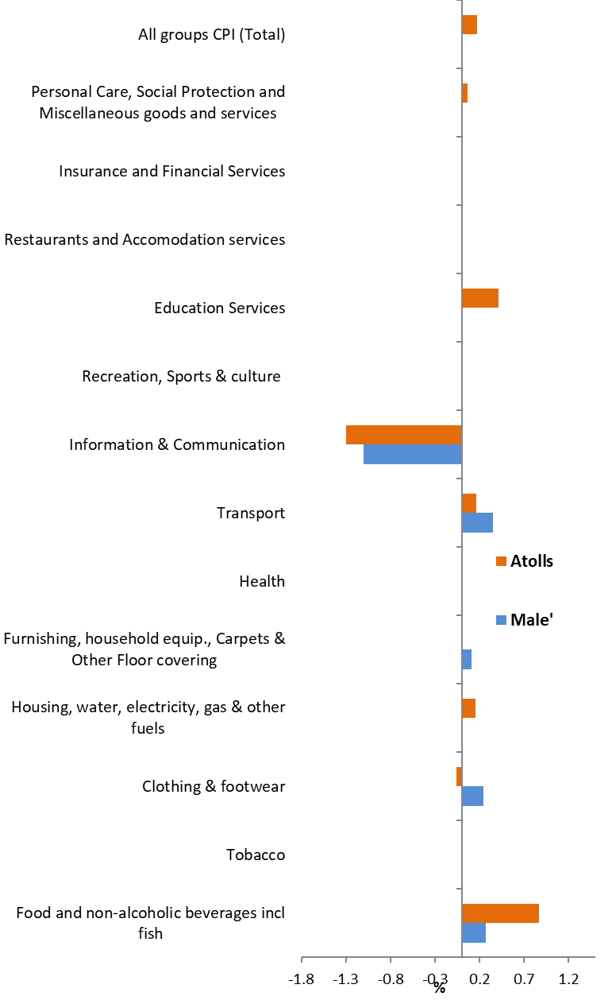 All groups CPI (Total)
Personal Care, Social Protection and
Miscellaneous goods and services
Insurance and Financial Services
Restaurants and Accomodation services
Education Services
Recreation, Sports & culture
Information & Communication
Transport
Atolls
Health
Male'
Furnishing, household equip., Carpets &
Other Floor covering
Housing, water, electricity, gas & other
fuels
Clothing & footwear
Tobacco
Food and non-alcoholic beverages incl
fish
-1.8 -1.3 -0.8 -0.3 0.2 0.7 1.2
%